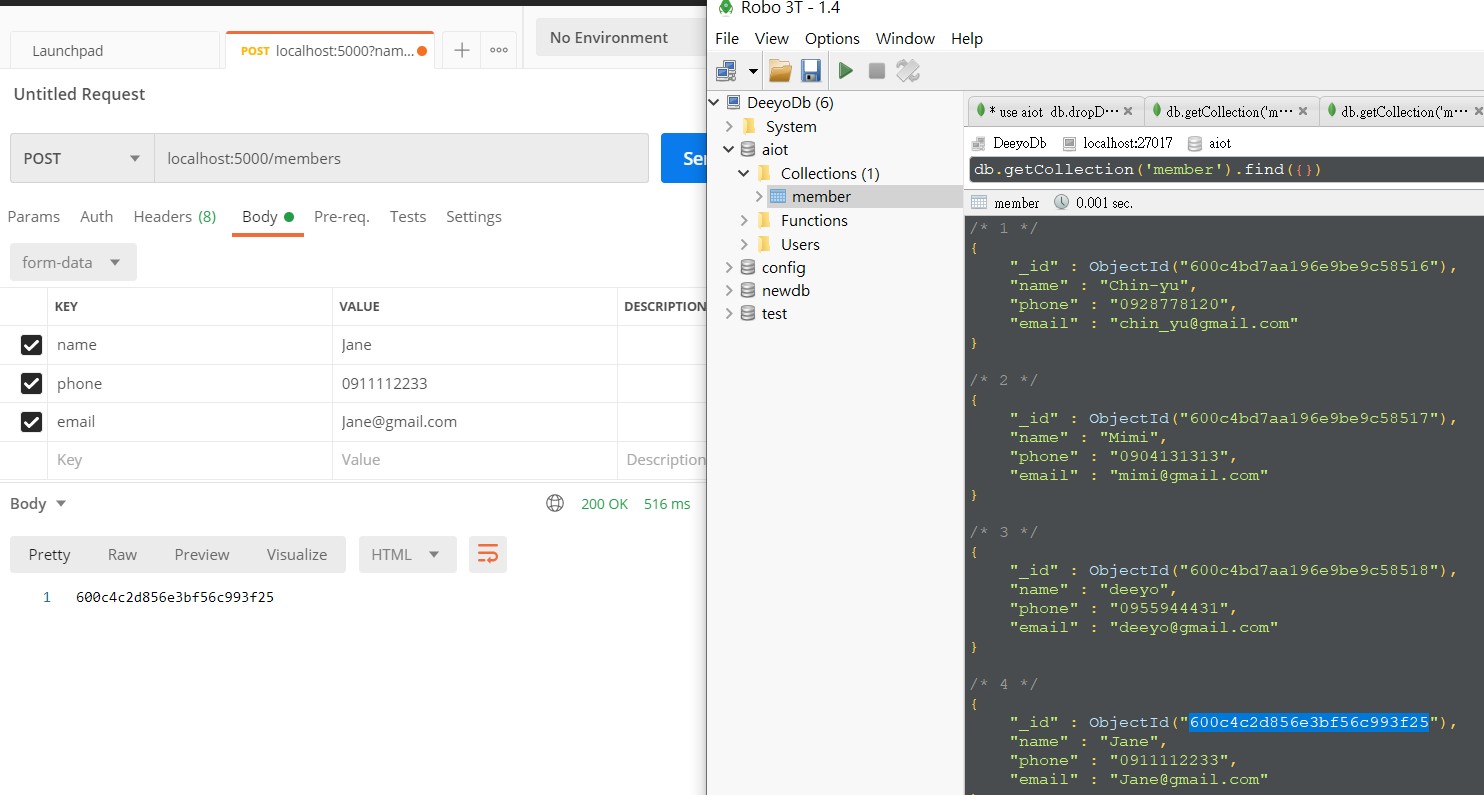 Launchpad
POST localhost:5000?nam...
No Environment
Untitled Request
POST
localhost:5000/members
Params Auth Headers (8) Body Pre-req. Tests Settings
form-data
KEY VALUE DESCRIPTION
name Jane
phone 0911112233
email Jane@gmail.com
Key Value Description
Body 200 OK 516 ms
Pretty Raw Preview Visualize HTML
1 600c4c2d856e3bf56c993f25
Robo 3T - 1.4
File View Options Window Help
DeeyoDb (6)
System
aiot
Collections (1)
member
Functions
Users
config
newdb
test
* use aiot db.dropD⋯ db.getCollection('m⋯ db.getCollection('m⋯
DeeyoDb localhost:27017 aiot
db.getCollection('member').find({})
member 0.001 sec.
/* 1 */
{
"_id" : ObjectId("600c4bd7aa196e9be9c58516"),
"name" : "Chin-yu",
"phone" : "0928778120",
"email" : "chin_yu@gmail.com"
}
/* 2 */
{
"_id" : ObjectId("600c4bd7aa196e9be9c58517"),
"name" : "Mimi",
"phone" : "0904131313",
"email" : "mimi@gmail.com"
}
/* 3 */
{
"_id" : ObjectId("600c4bd7aa196e9be9c58518"),
"name" : "deeyo",
"phone" : "0955944431",
"email" : "deeyo@gmail.com"
}
/* 4 */
{
"_id" : ObjectId("600c4c2d856e3bf56c993f25"),
"name" : "Jane",
"phone" : "0911112233",
"email" : "Jane@gmail.com"